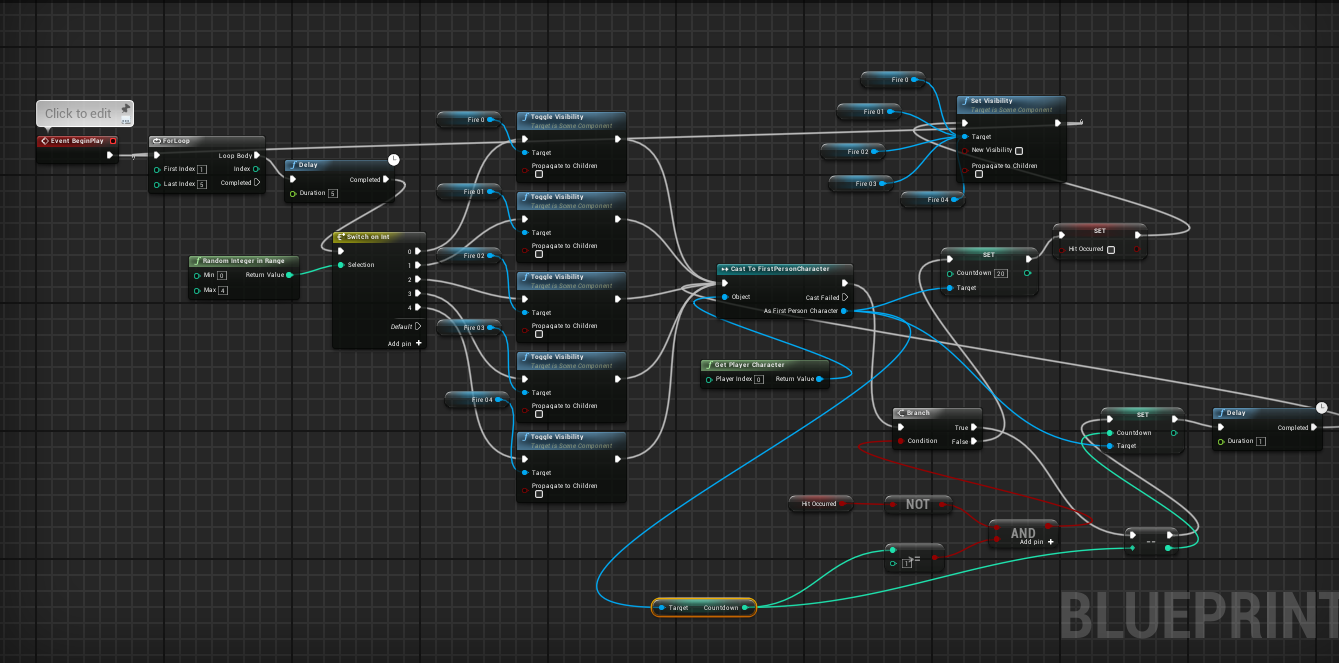 Click to edit
Event BeginPlay
ForLoop
Loop Body
First Index 1
Index
Last Index 5
Completed
Delay
Completed
Duration 5
Switch on Int
0
Selection
1
2
3
4
Default
Add pin +
Random Integer in Range
Min 0
Return Value
Max 4
Fire 0
Toggle Visibility
Target is Scene Component
Target
Propagate to Children
Fire 01
Toggle Visibility
Target is Scene Component
Target
Propagate to Children
Fire 02
Toggle Visibility
Target is Scene Component
Target
Propagate to Children
Fire 03
Toggle Visibility
Target is Scene Component
Target
Propagate to Children
Fire 04
Toggle Visibility
Target is Scene Component
Target
Propagate to Children
Fire 0
Fire 01
Fire 02
Fire 03
Fire 04
Set Visibility
Target is Scene Component
Target
New Visibility
Propagate to Children
Cast To FirstPersonCharacter
Object
Cast Failed
As First Person Character
Get Player Character
Player Index 0
Return Value
SET
Countdown 20
Target
SET
Hit Occurred
Branch
True
Condition
False
SET
Countdown
Target
Delay
Completed
Duration 1
Hit Occurred
NOT
AND
Add pin +
>=
1
--
Target
Countdown
BLUEPRINT